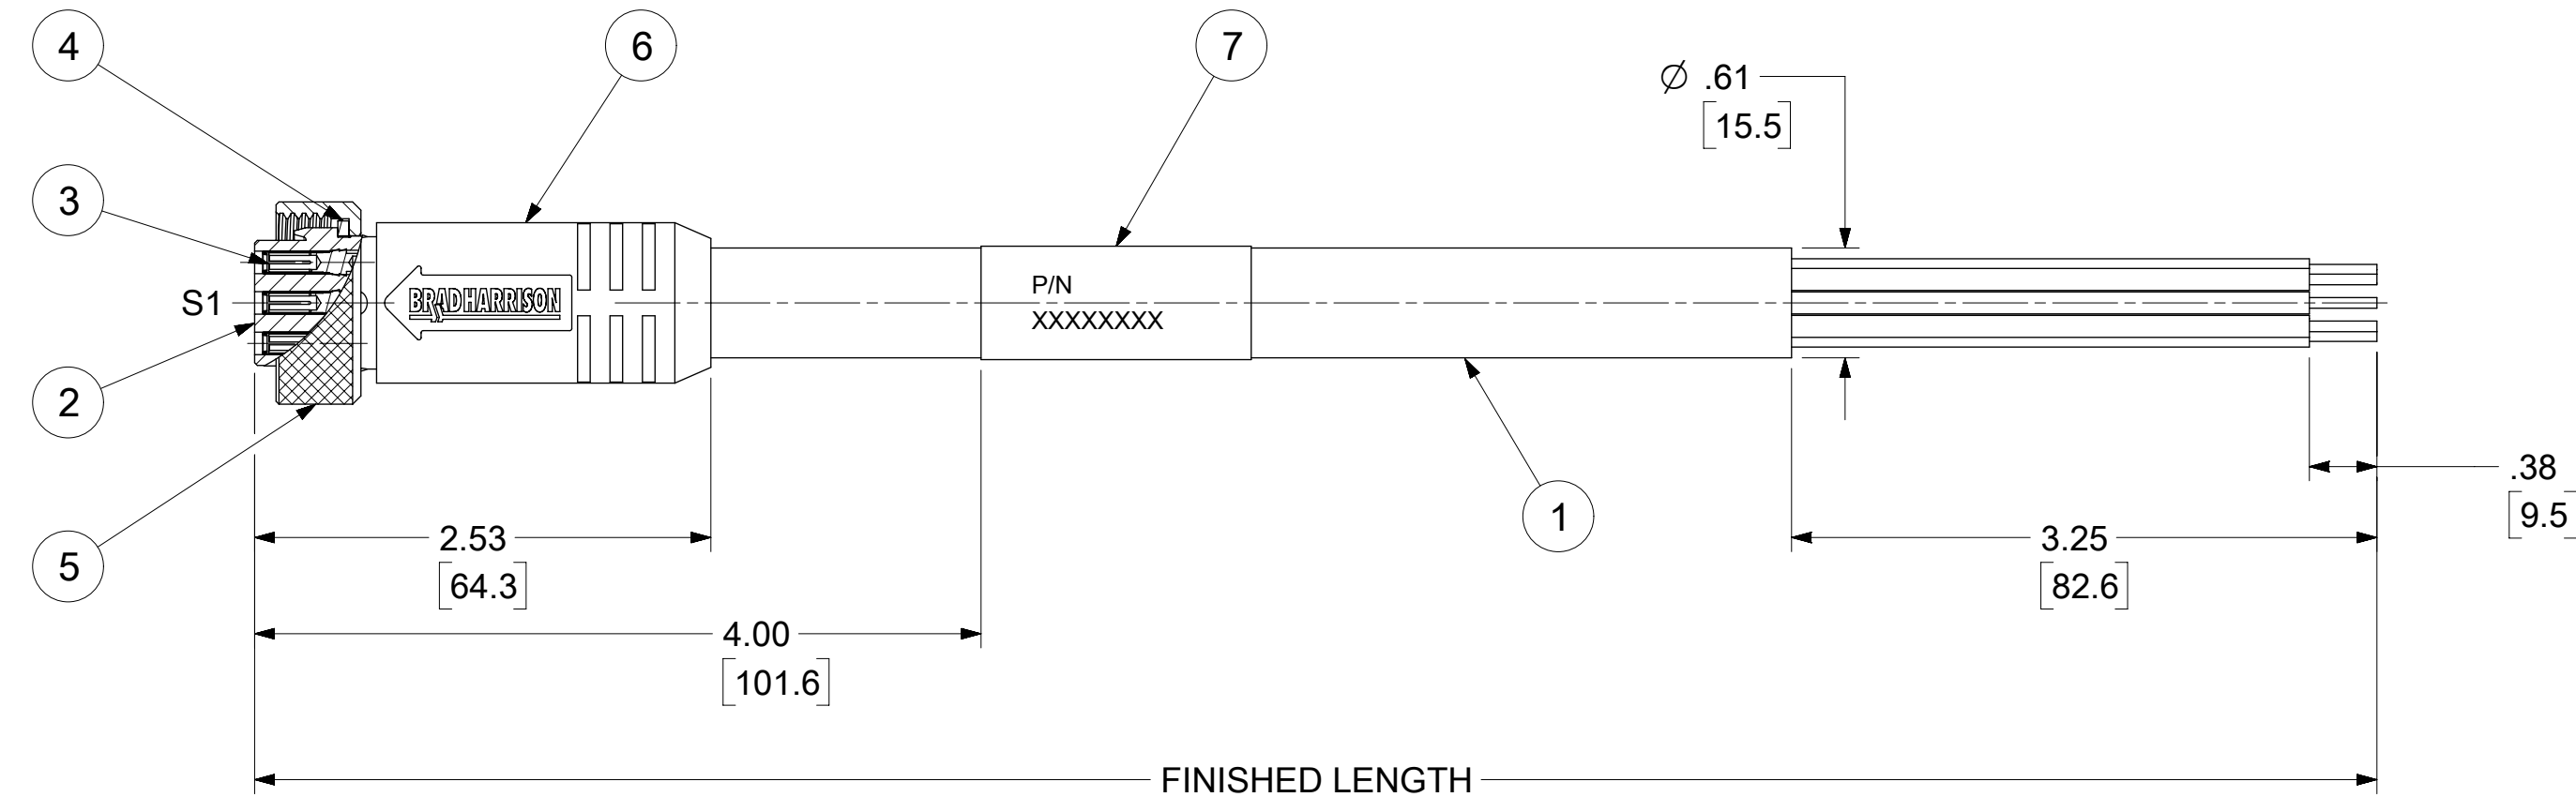 4
6
7
Ø .61
[15.5]
3
S1
BRADHARRISON
P/N
XXXXXXXX
2
5
1
.38
[9.5]
2.53
[64.3]
3.25
[82.6]
4.00
[101.6]
FINISHED LENGTH